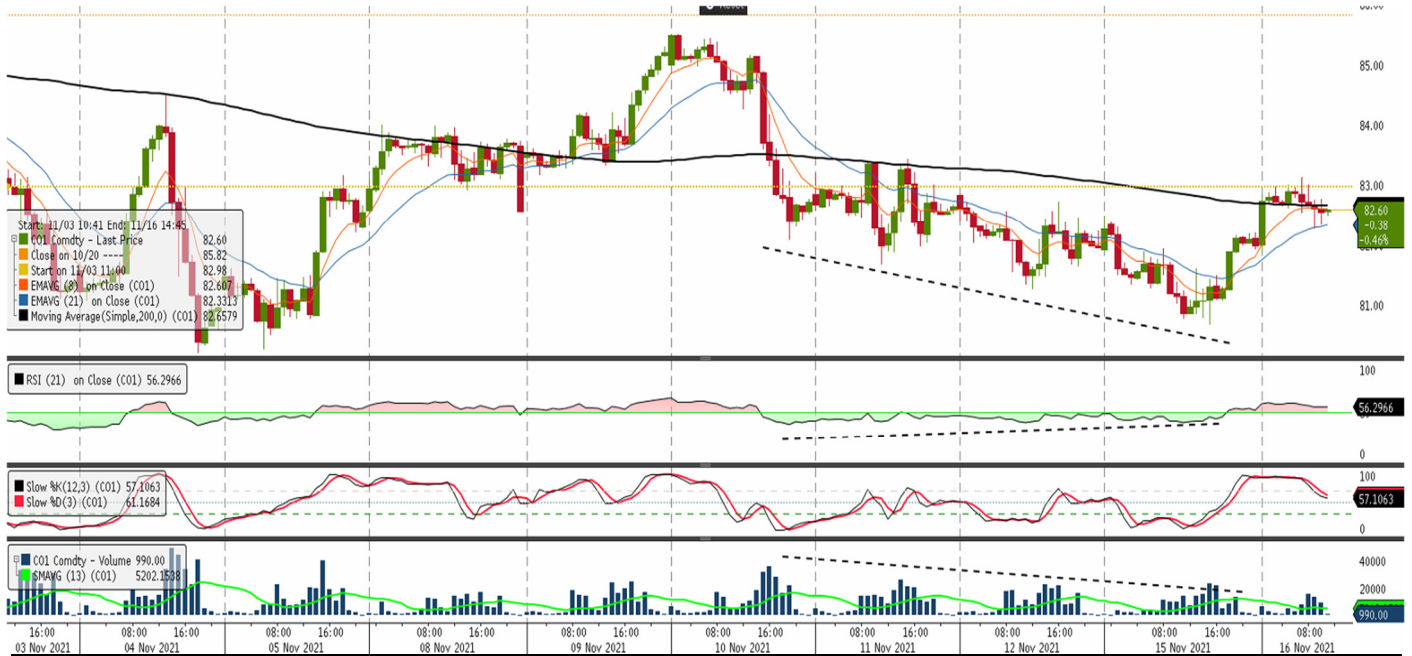 85.00
84.00
83.00
81.00
82.60
-0.38
-0.46%
Start: 11/03 10:41 End: 11/16 14:45
CO1 Comdty - Last Price 82.60
Close on 10/20 ---- 85.82
Start on 11/03 11:00 82.98
EMAVG on Close (CO1) 82.607
EMAVG (21) on Close (CO1) 82.3313
Moving Average(Simple,200,0) (CO1) 82.6579
RSI (21) on Close (CO1) 56.2966
100
56.2966
0
Slow %K(12,3) (CO1) 57.1063
Slow %D(3) (CO1) 61.1684
100
57.1063
0
CO1 Comdty - Volume 990.00
SMAVG (13) (CO1) 5202.1538
40000
20000
990.00
16:00 08:00 16:00 08:00 16:00 08:00 16:00 08:00 16:00 08:00 16:00 08:00 16:00 08:00 16:00 08:00 16:00 08:00
03 Nov 2021 04 Nov 2021 05 Nov 2021 08 Nov 2021 09 Nov 2021 10 Nov 2021 11 Nov 2021 12 Nov 2021 15 Nov 2021 16 Nov 2021